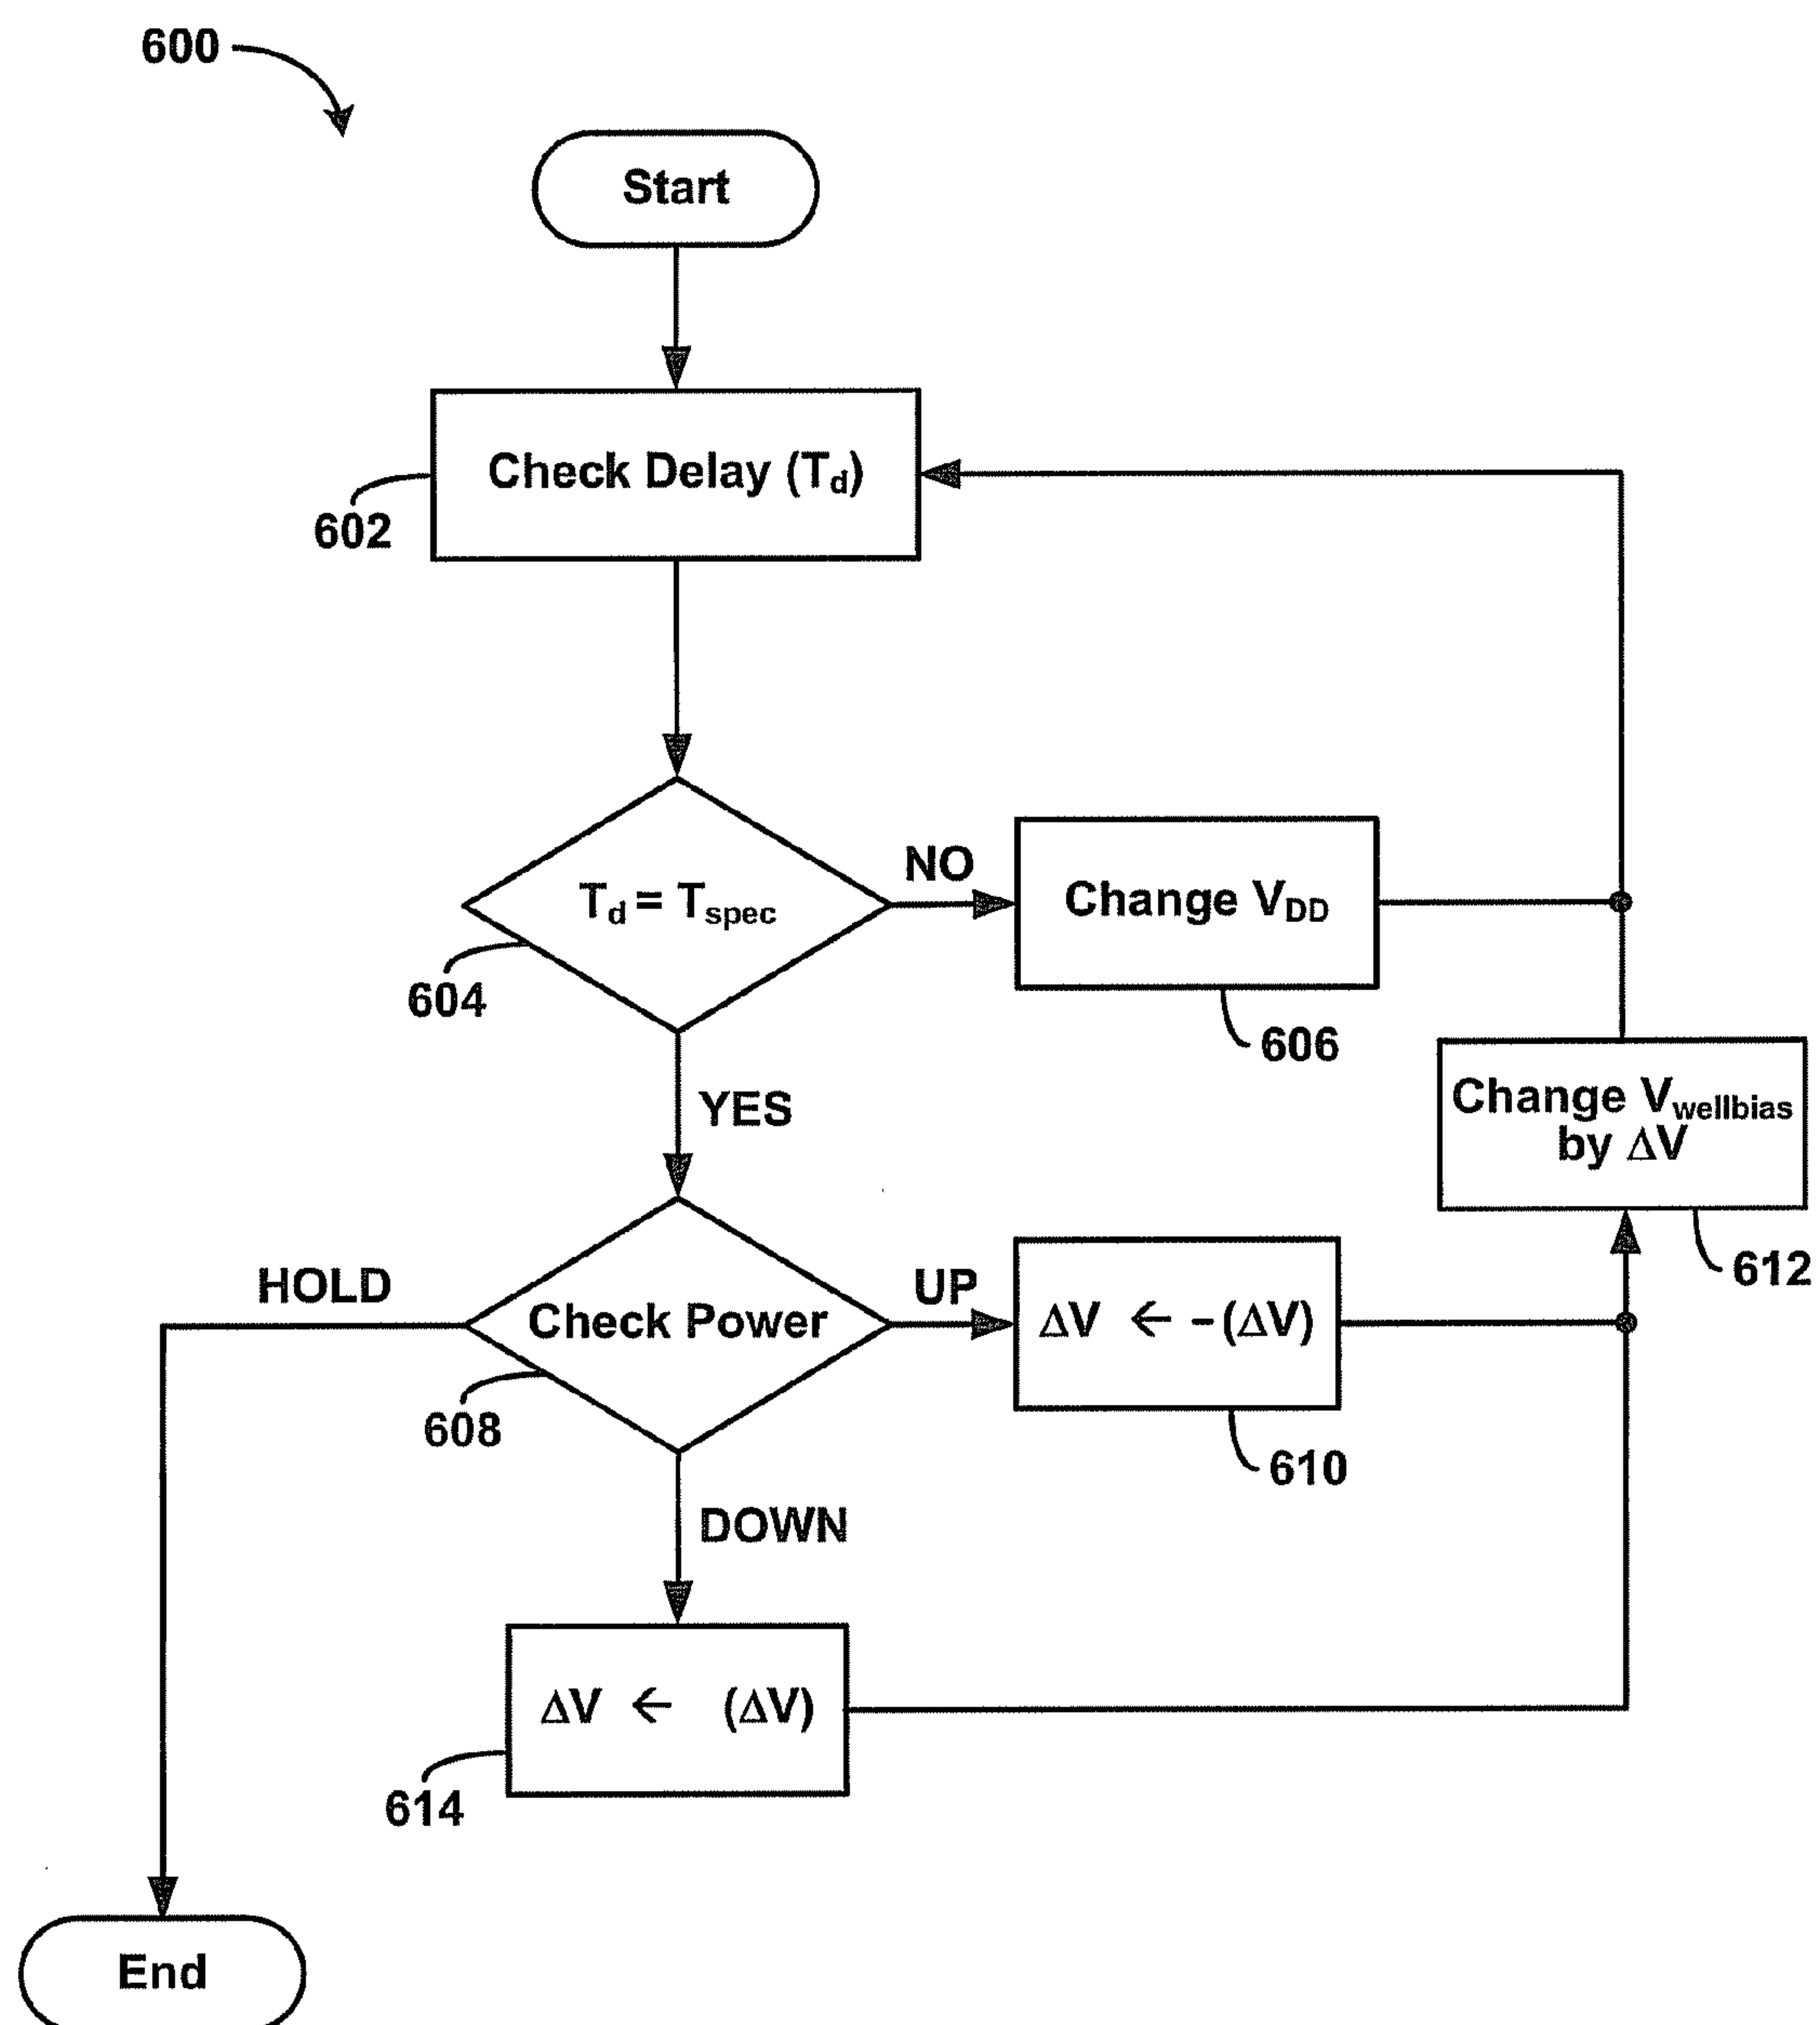 600
Start
Check Delay (Td)
602
Td = Tspec
604
NO
Change VDD
606
YES
Change Vwellbias
by ΔV
612
HOLD
Check Power
608
UP
ΔV ← -(ΔV)
610
DOWN
ΔV ← (ΔV)
614
End